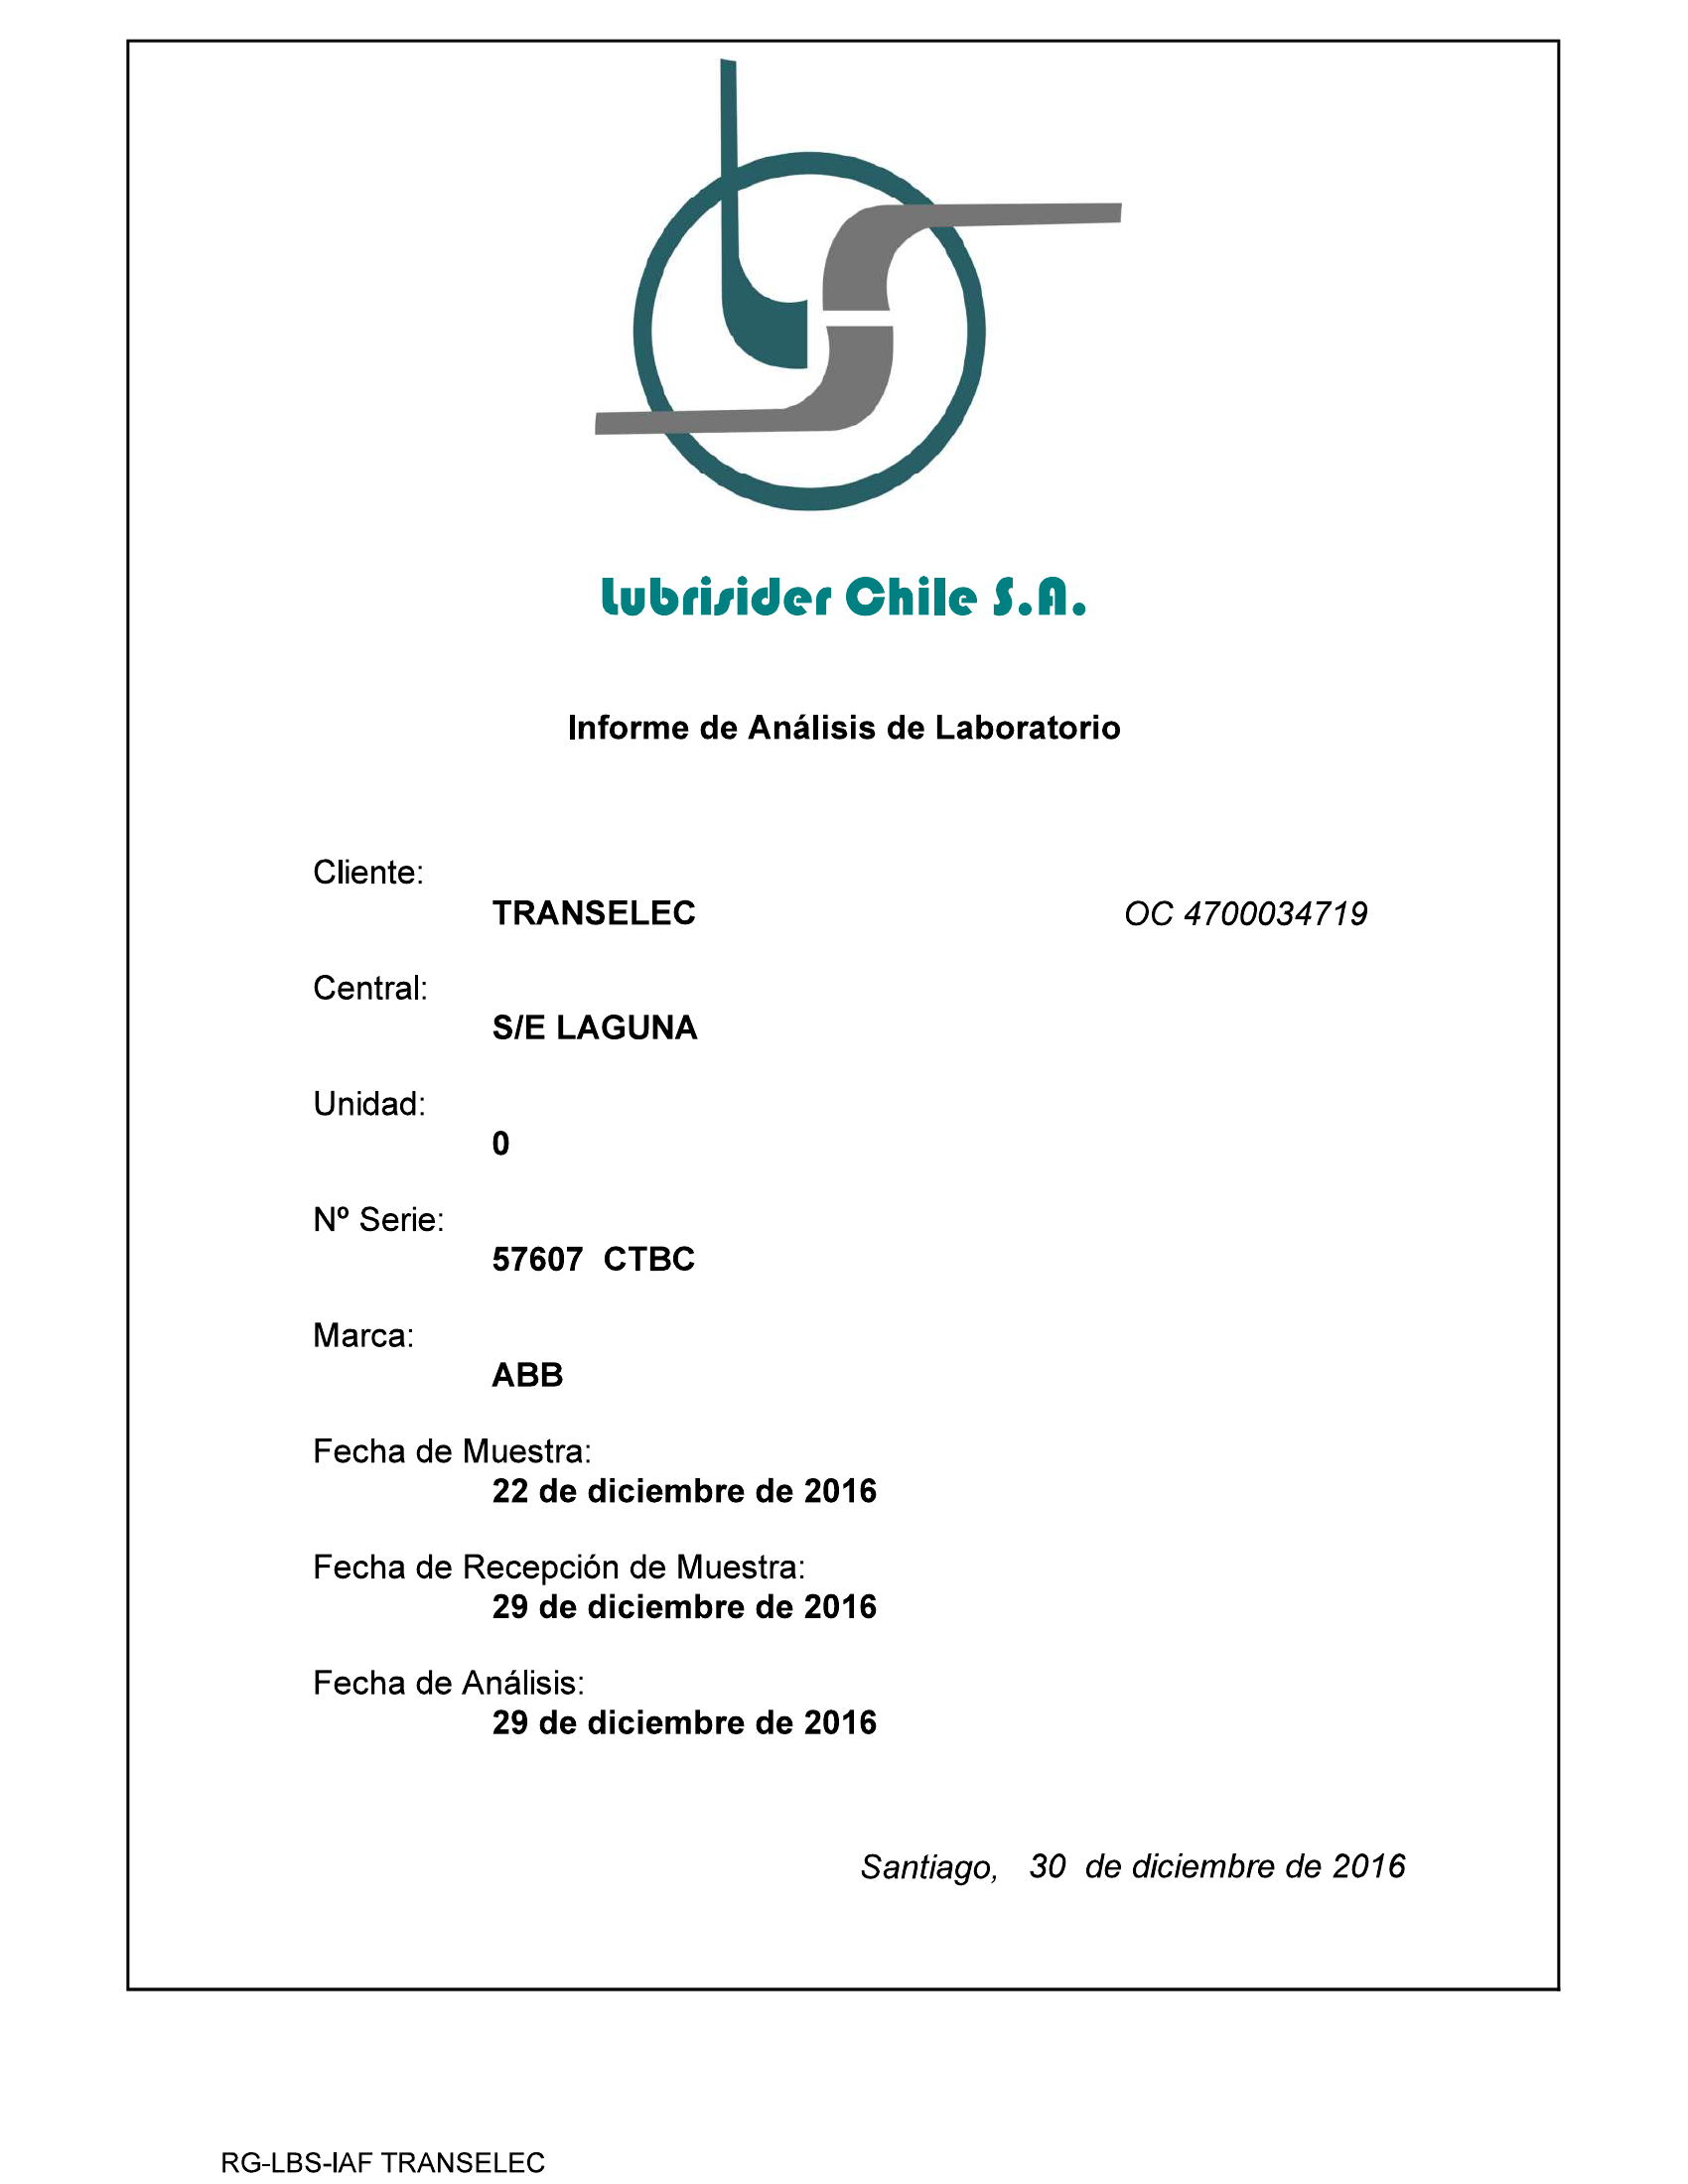 Lubrisider Chile S.A.
Informe de Análisis de Laboratorio
Cliente:
TRANSELEC OC 4700034719
Central:
S/E LAGUNA
Unidad:
0
Nº Serie:
57607 CTBC
Marca:
ABB
Fecha de Muestra:
22 de diciembre de 2016
Fecha de Recepción de Muestra:
29 de diciembre de 2016
Fecha de Análisis:
29 de diciembre de 2016
Santiago, 30 de diciembre de 2016
RG-LBS-IAF TRANSELEC